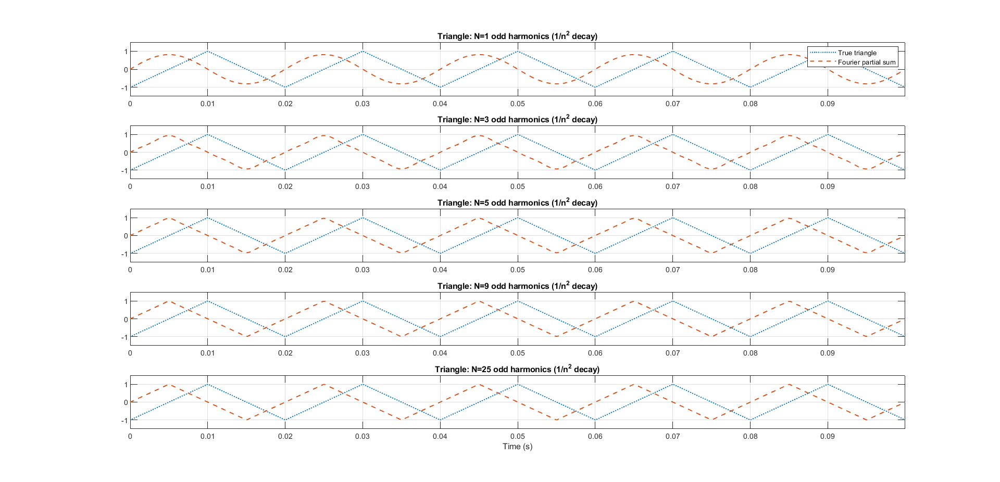 Triangle: N=1 odd harmonics (1/n² decay)
1
0
-1
True triangle
Fourier partial sum
0 0.01 0.02 0.03 0.04 0.05 0.06 0.07 0.08 0.09
Triangle: N=3 odd harmonics (1/n² decay)
1
0
-1
0 0.01 0.02 0.03 0.04 0.05 0.06 0.07 0.08 0.09
Triangle: N=5 odd harmonics (1/n² decay)
1
0
-1
0 0.01 0.02 0.03 0.04 0.05 0.06 0.07 0.08 0.09
Triangle: N=9 odd harmonics (1/n² decay)
1
0
-1
0 0.01 0.02 0.03 0.04 0.05 0.06 0.07 0.08 0.09
Triangle: N=25 odd harmonics (1/n² decay)
1
0
-1
0 0.01 0.02 0.03 0.04 0.05 0.06 0.07 0.08 0.09
Time (s)